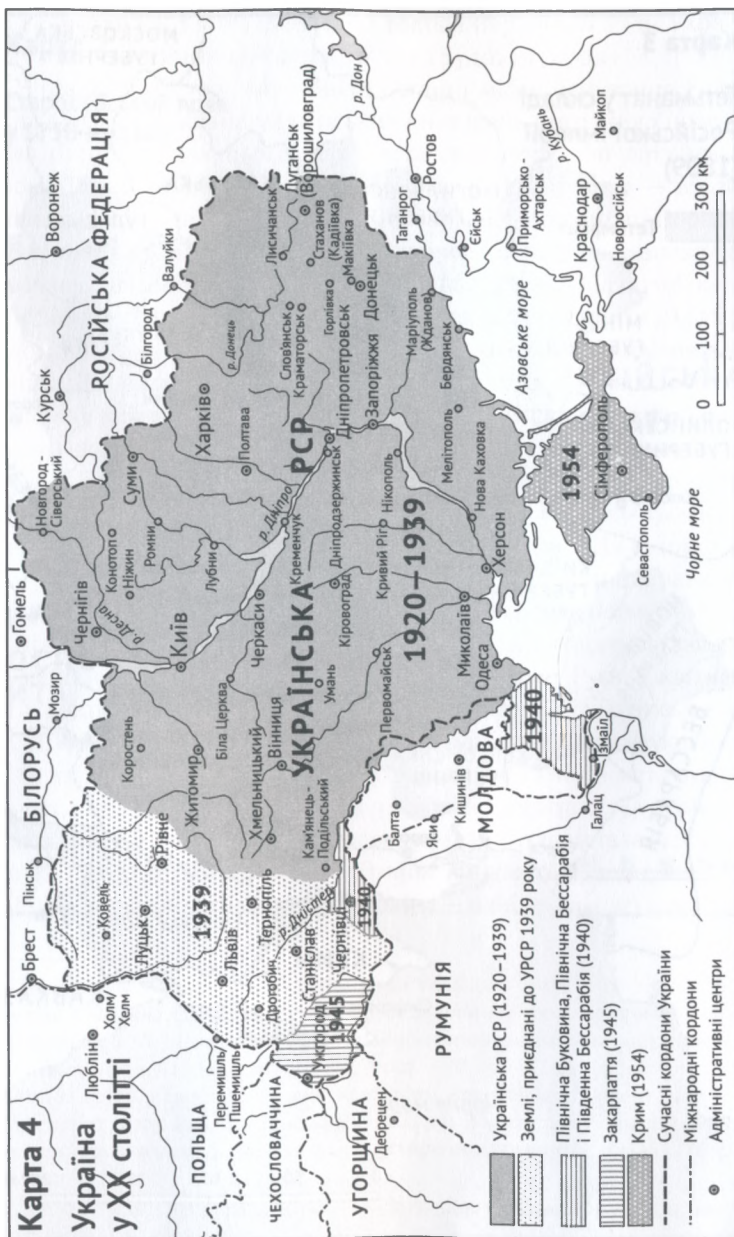 Карта 4
Україна
у XX столітті
ПОЛЬЩА
ЧЕХОСЛОВАЧЧИНА
УГОРЩИНА
РУМУНІЯ
МОЛДОВА
БІЛОРУСЬ
РОСІЙСЬКА ФЕДЕРАЦІЯ
УКРАЇНСЬКА РСР
1920–1939
1939
1940
1940
1945
1954
Брест
Пінськ
Мозир
Гомель
Курськ
Воронеж
Люблін
Холм/
Хелм
Ковель
Луцьк
Рівне
Коростень
Чернігів
р. Десна
Новгород-
Сіверський
Конотоп
Ніжин
Суми
Ромни
Білгород
Валуйки
Перемишль/
Пшемишль
Львів
Дрогобич
Тернопіль
р. Дністер
Станіслав
Чернівці
Ужгород
Житомир
Київ
Біла Церква
Хмельницький
Вінниця
Кам'янець-
Подільський
Лубни
Харків
Полтава
р. Донець
Черкаси
р. Дніпро
Кременчук
Умань
Кіровоград
Дніпродзержинськ
Дніпропетровськ
Слов'янськ
Краматорськ
Лисичанськ
Луганськ
(Ворошиловград)
Стаханов
(Кадіївка)
Горлівка
Макіївка
Донецьк
р. Дон
Первомайськ
Кривий Ріг
Нікополь
Запоріжжя
Маріуполь
(Жданов)
Бердянськ
Мелітополь
Таганрог
Ростов
Миколаїв
Одеса
Херсон
Нова Каховка
Балта
Яси
Кишинів
Галац
Ізмаїл
Дебрецен
Єйськ
Приморсько-
Ахтарськ
Азовське море
р. Кубань
Краснодар
Майкоп
Новоросійськ
Сімферополь
Севастополь
Чорне море
Українська РСР (1920–1939)
Землі приєднані до УРСР 1939 року
Північна Буковина, Північна Бессарабія
і Південна Бессарабія (1940)
Закарпаття (1945)
Крим (1954)
Сучасні кордони України
Міжнародні кордони
Адміністративні центри
0 100 200 300 км